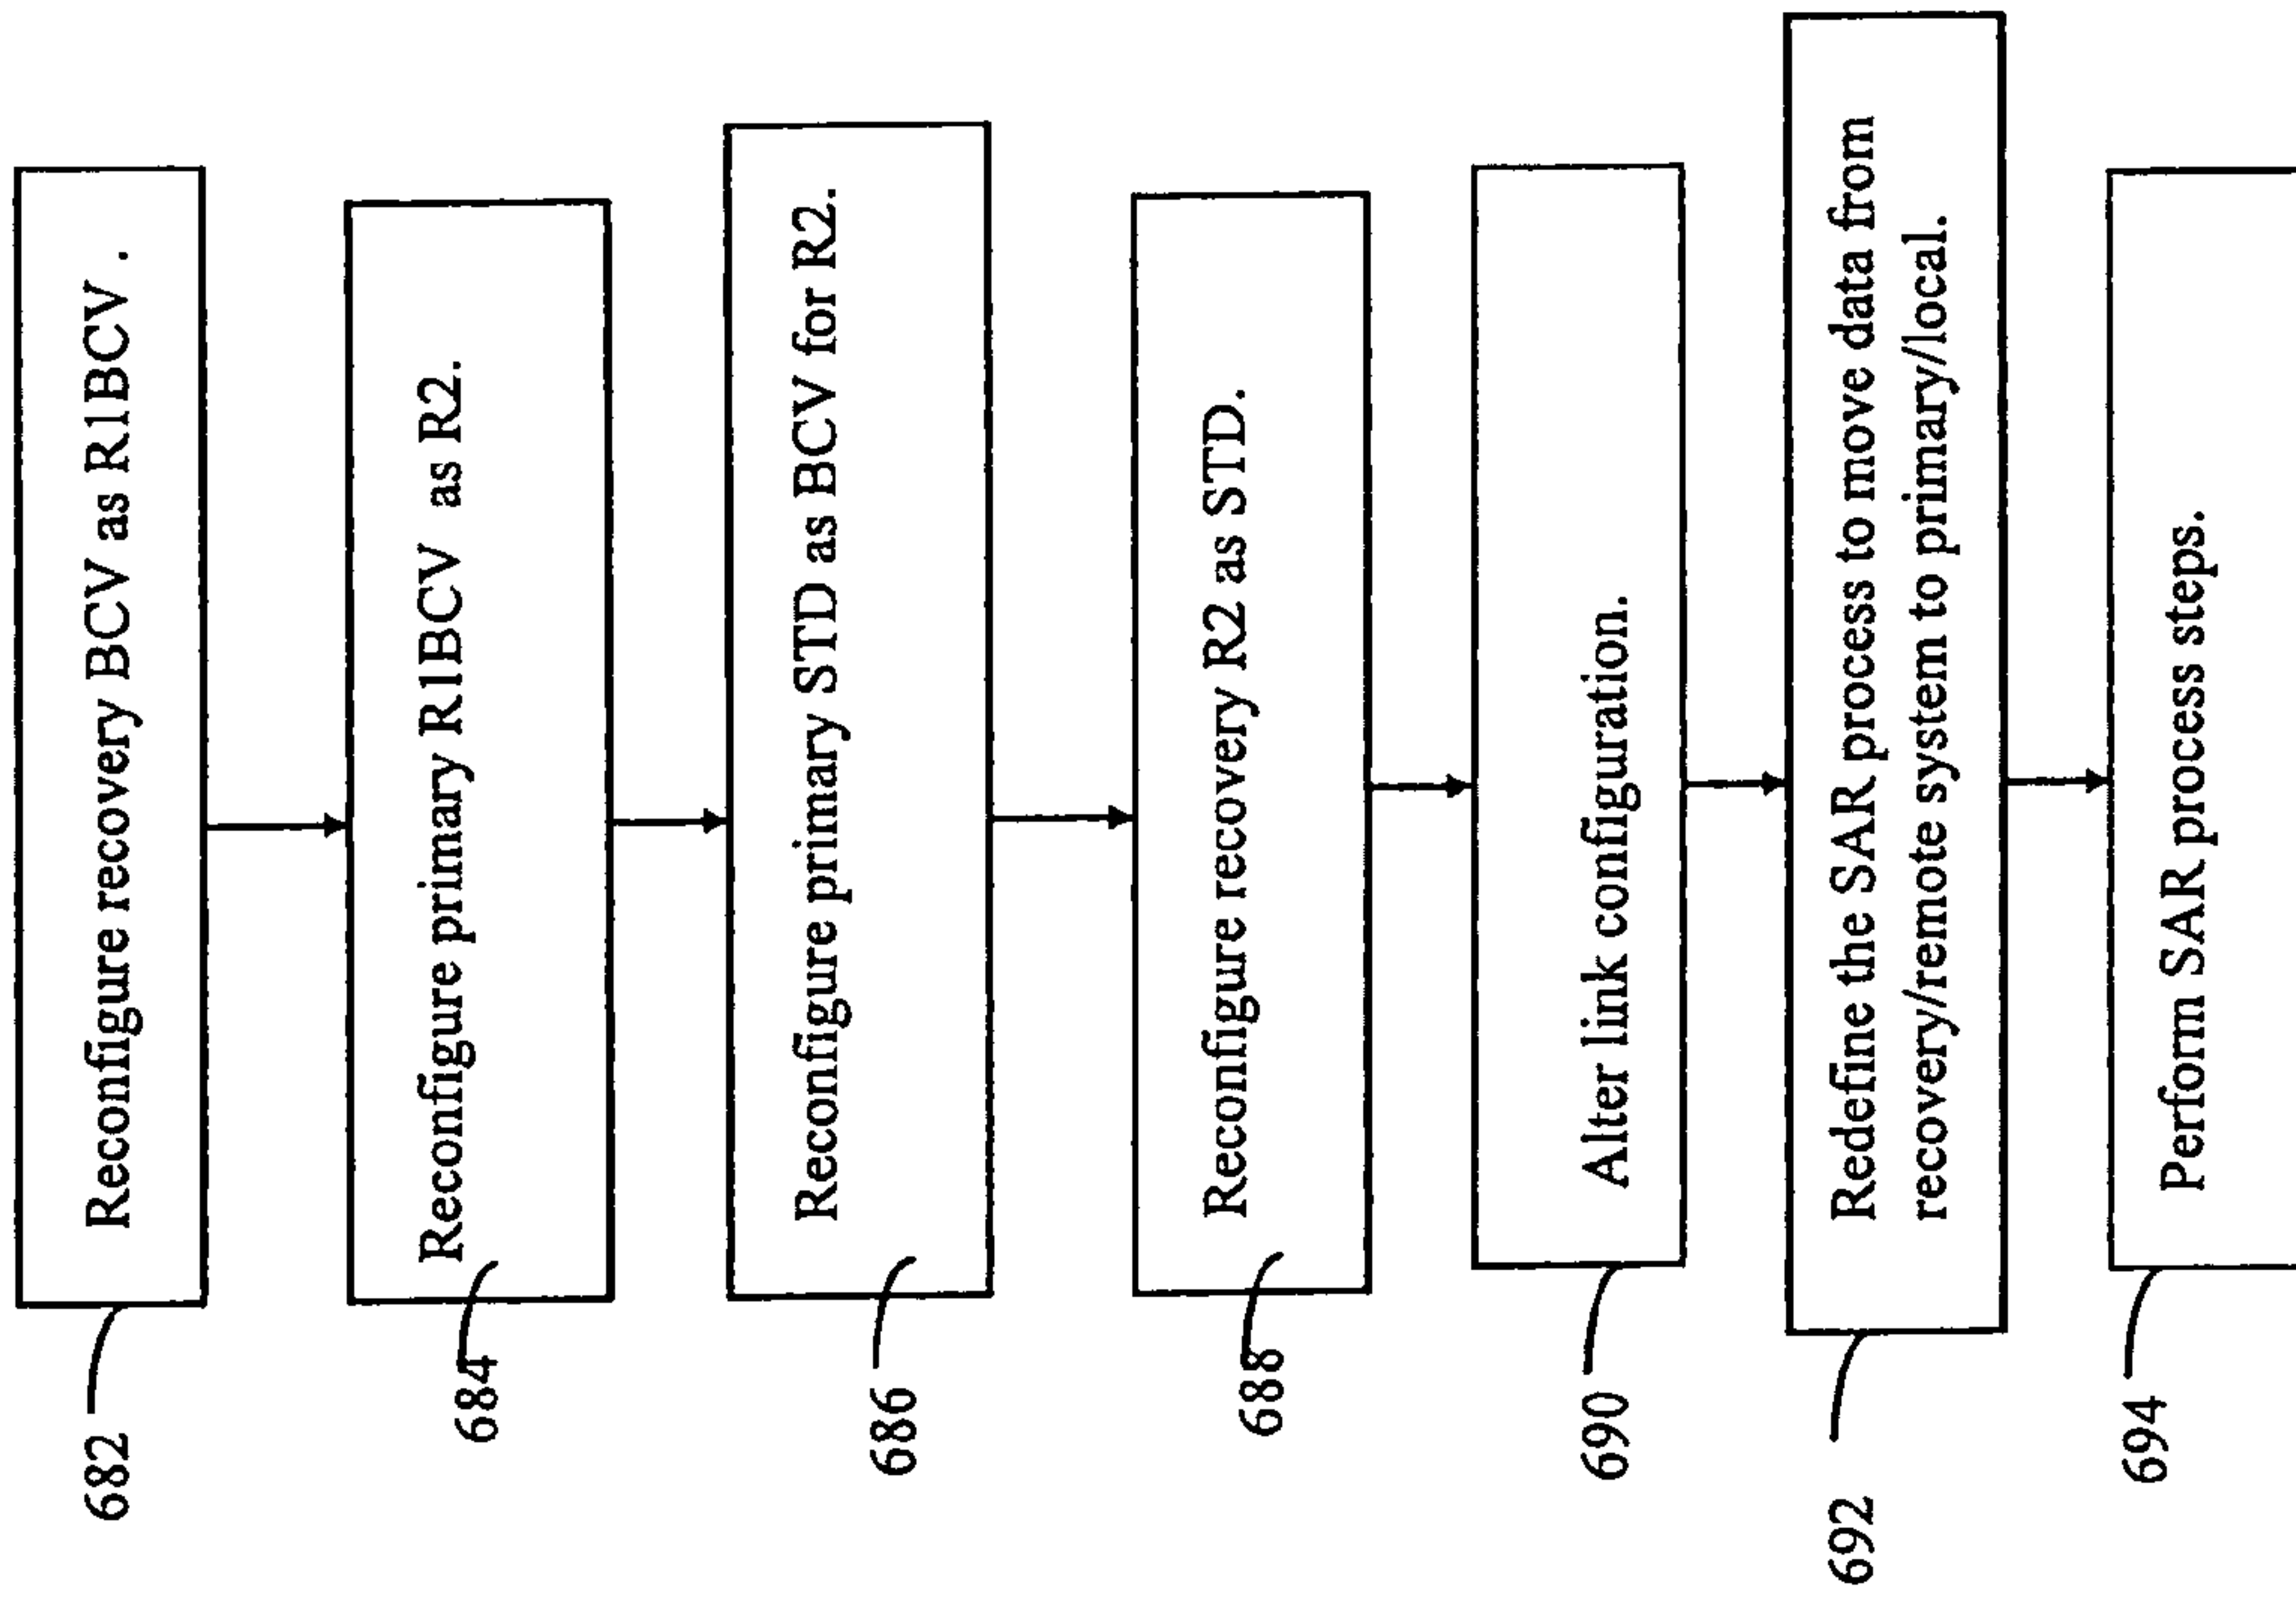 682
Reconfigure recovery BCV as R1BCV .
684
Reconfigure primary R1BCV as R2.
686
Reconfigure primary STD as BCV for R2.
688
Reconfigure recovery R2 as STD.
690
Alter link configuration.
692
Redefine the SAR process to move data from
recovery/remote system to primary/local.
694
Perform SAR process steps.